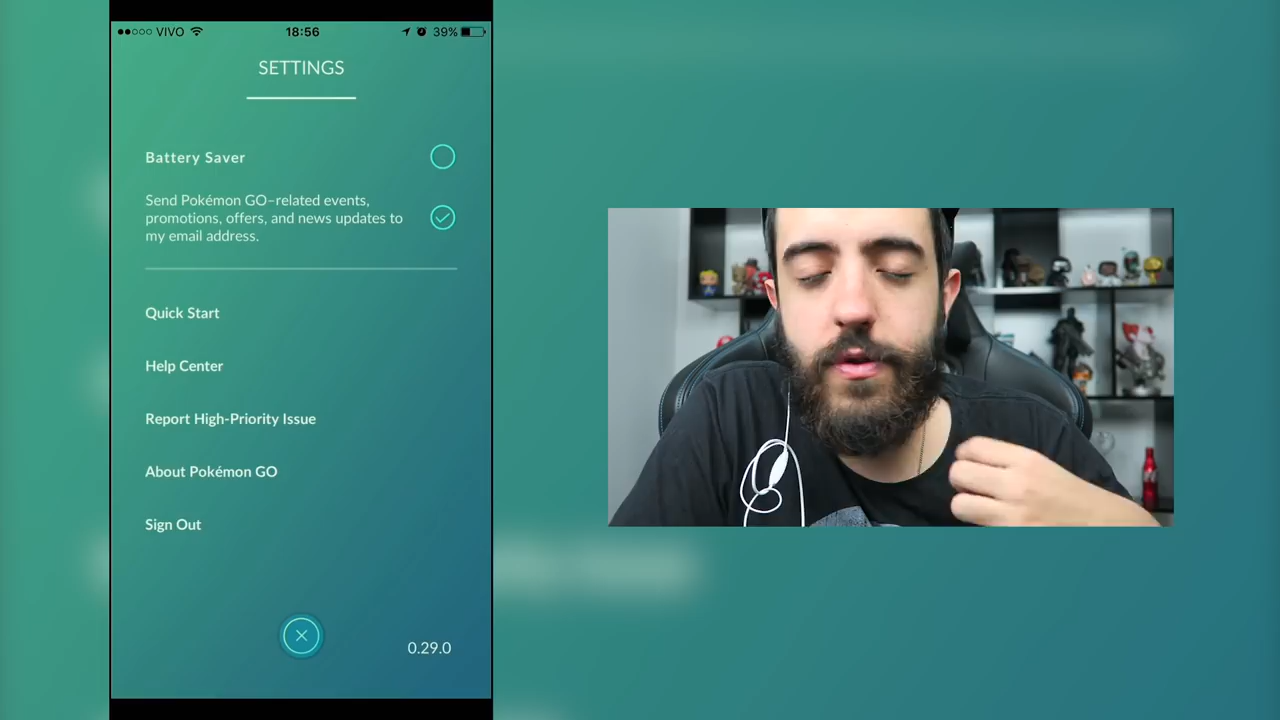 VIVO 18:56 39%
SETTINGS
Battery Saver
Send Pokémon GO–related events,
promotions, offers, and news updates to
my email address.
Quick Start
Help Center
Report High-Priority Issue
About Pokémon GO
Sign Out
0.29.0